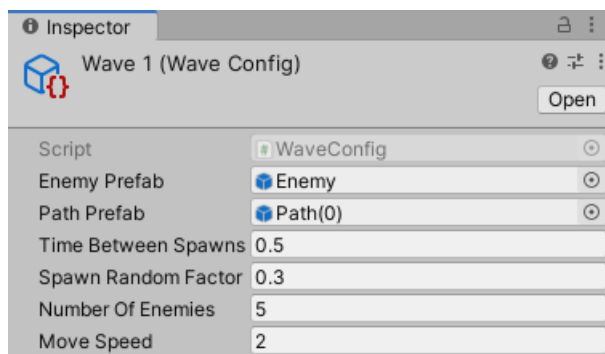 Inspector
Wave 1 (Wave Config)
Open
Script WaveConfig
Enemy Prefab Enemy
Path Prefab Path(0)
Time Between Spawns 0.5
Spawn Random Factor 0.3
Number Of Enemies 5
Move Speed 2